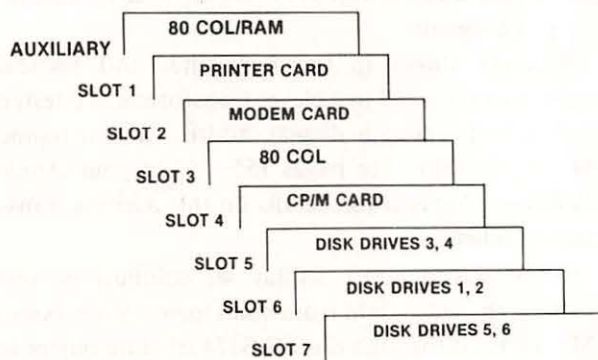 80 COL/RAM
AUXILIARY
PRINTER CARD
SLOT 1
MODEM CARD
SLOT 2
80 COL
SLOT 3
CP/M CARD
SLOT 4
DISK DRIVES 3, 4
SLOT 5
DISK DRIVES 1, 2
SLOT 6
DISK DRIVES 5, 6
SLOT 7